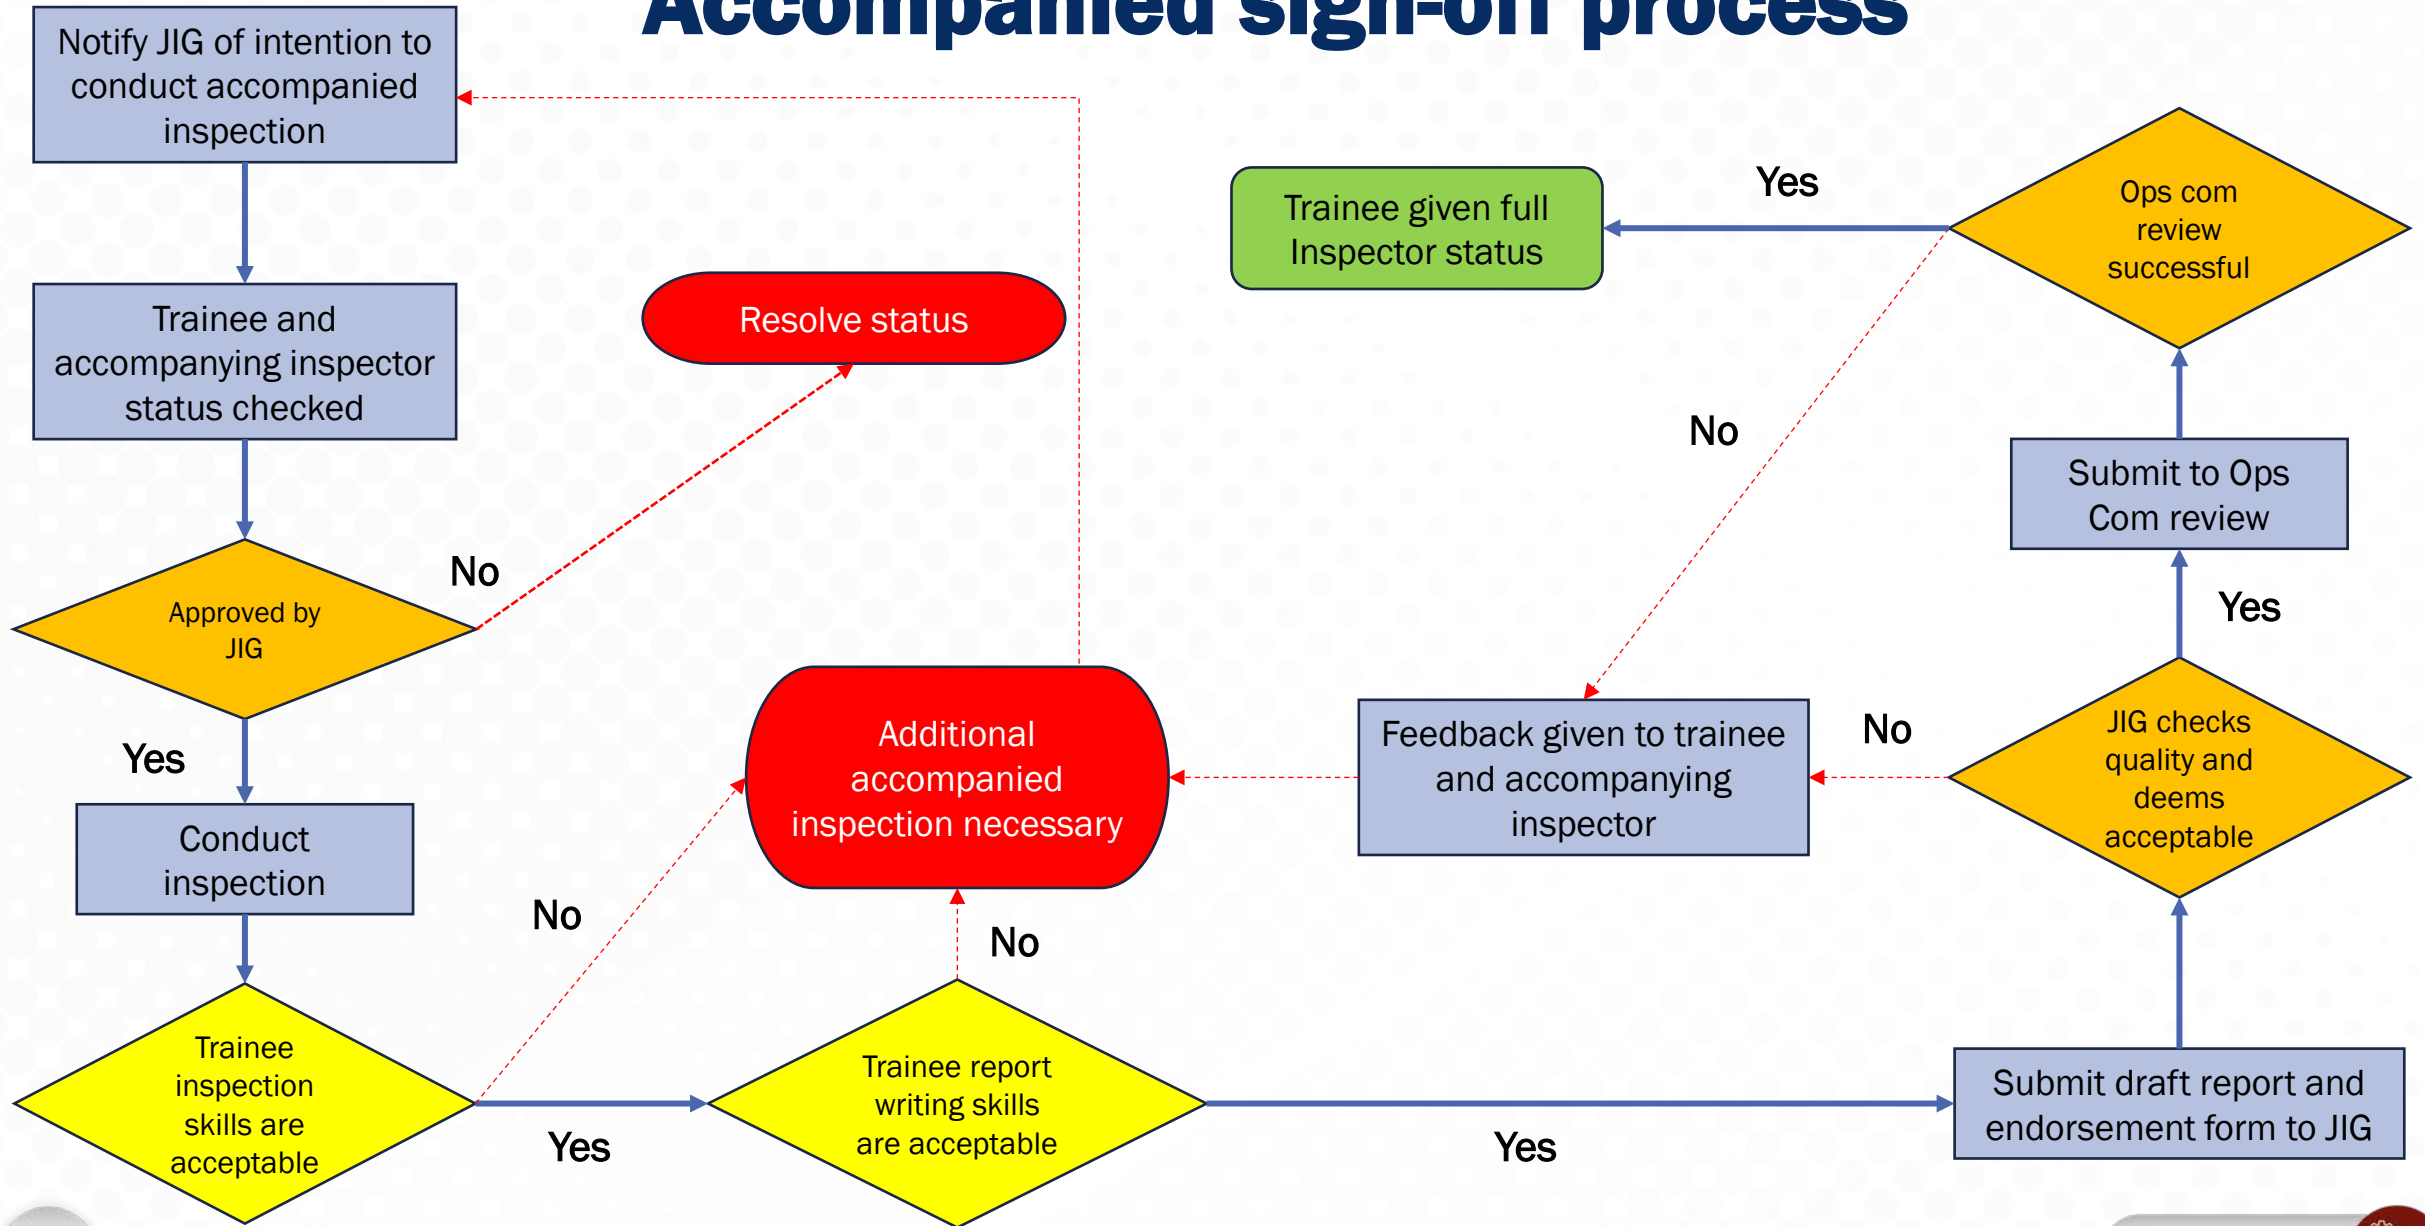 Accompanied sign-off process
Notify JIG of intention to
conduct accompanied
inspection
Trainee and
accompanying inspector
status checked
Approved by
JIG
No
Resolve status
Yes
Conduct
inspection
Trainee
inspection
skills are
acceptable
No
Yes
Additional
accompanied
inspection necessary
No
Trainee report
writing skills
are acceptable
Yes
Submit draft report and
endorsement form to JIG
JIG checks
quality and
deems
acceptable
No
Feedback given to trainee
and accompanying
inspector
Yes
Submit to Ops
Com review
Ops com
review
successful
No
Yes
Trainee given full
Inspector status